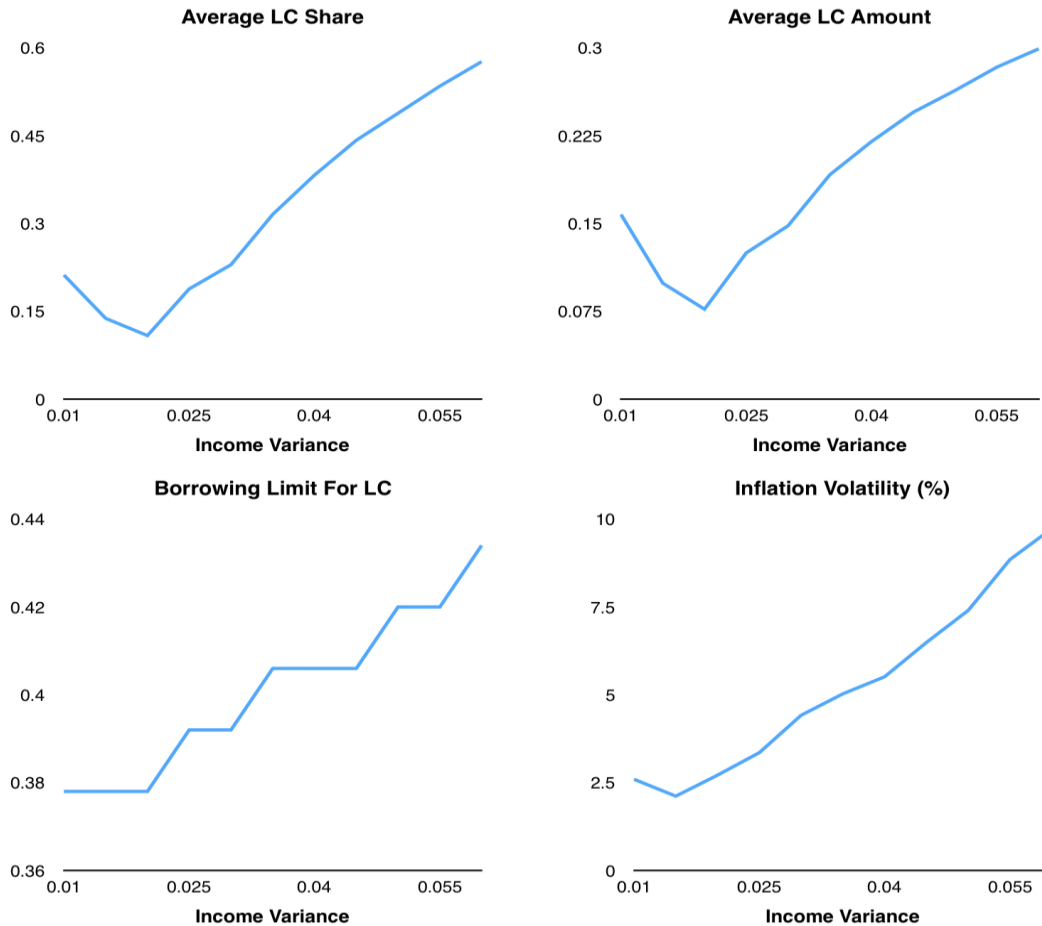 Average LC Share
0.6
0.45
0.3
0.15
0
0.01 0.025 0.04 0.055
Income Variance
Average LC Amount
0.3
0.225
0.15
0.075
0
0.01 0.025 0.04 0.055
Income Variance
Borrowing Limit For LC
0.44
0.42
0.4
0.38
0.36
0.01 0.025 0.04 0.055
Income Variance
Inflation Volatility (%)
10
7.5
5
2.5
0
0.01 0.025 0.04 0.055
Income Variance